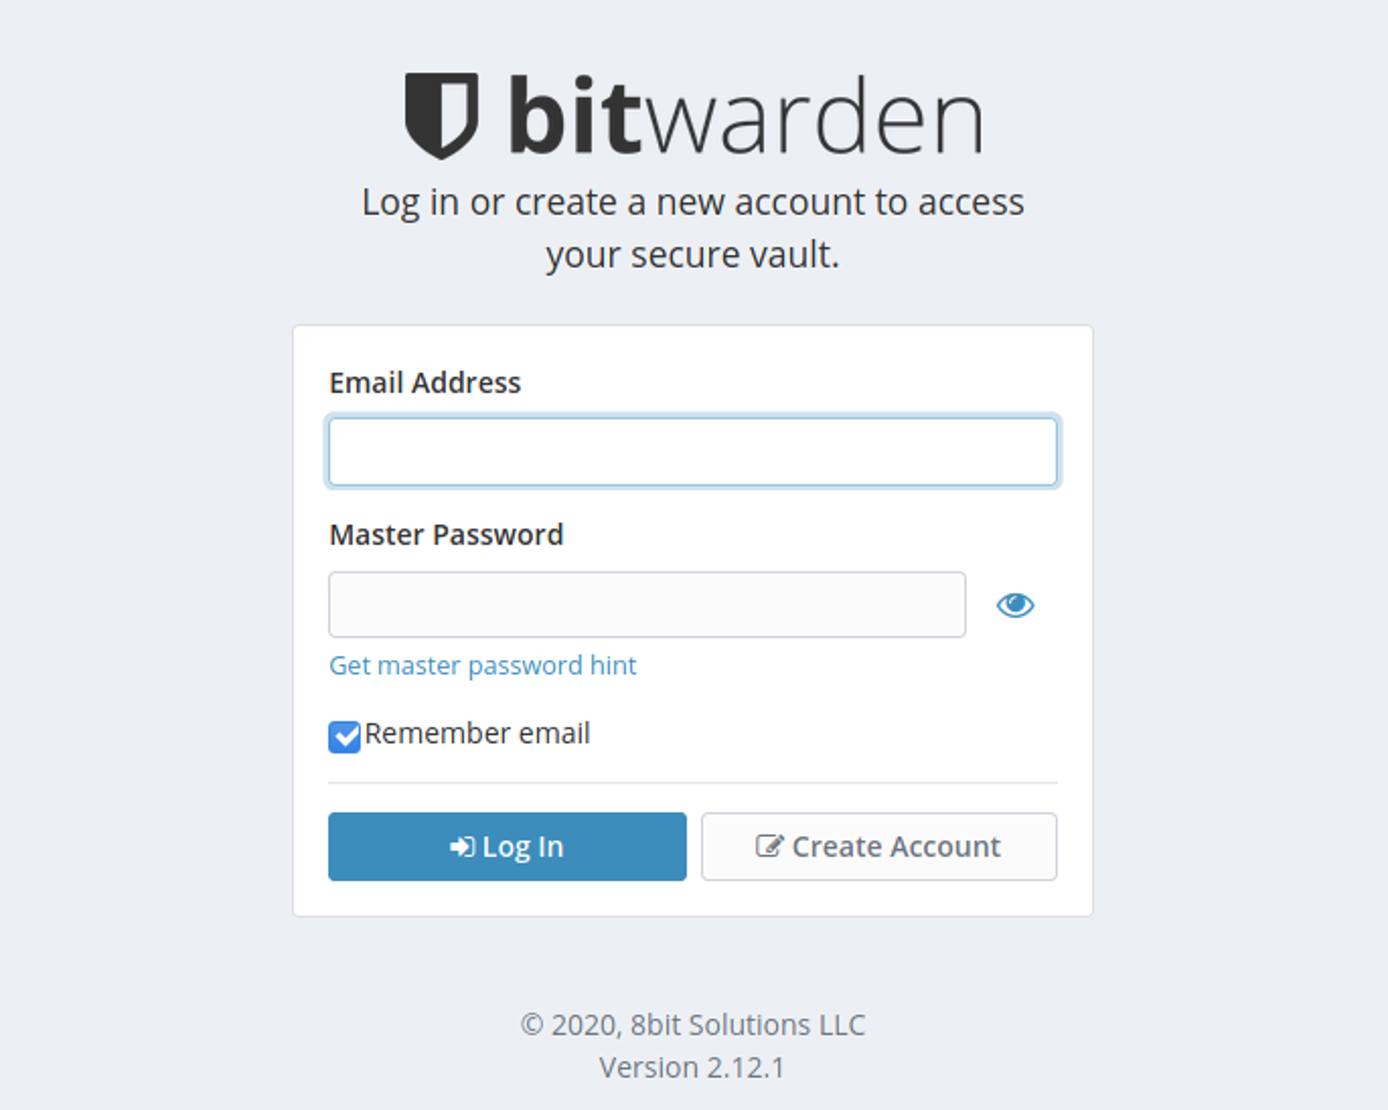 bitwarden
Log in or create a new account to access
your secure vault.
Email Address
Master Password
Get master password hint
Remember email
Log In
Create Account
© 2020, 8bit Solutions LLC
Version 2.12.1